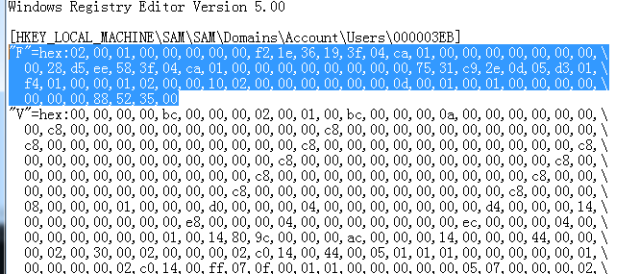 Windows Registry Editor Version 5.00
[HKEY_LOCAL_MACHINE\SAM\SAM\Domains\Account\Users\000003EB]
"F"=hex:02,00,01,00,00,00,00,00,f2,1e,36,19,3f,04,ca,01,00,00,00,00,00,00,00,\
00,28,d5,ee,58,3f,04,ca,01,00,00,00,00,00,00,00,00,75,31,c9,2e,0d,05,d3,01,\
f4,01,00,00,01,02,00,00,10,02,00,00,00,00,00,00,0d,00,01,00,01,00,00,00,00,\
00,00,00,88,52,35,00
"V"=hex:00,00,00,00,bc,00,00,00,02,00,01,00,bc,00,00,00,0a,00,00,00,00,00,00,\
00,c8,00,00,00,00,00,00,00,00,00,00,00,c8,00,00,00,00,00,00,00,00,00,00,00,\
c8,00,00,00,00,00,00,00,00,00,00,00,c8,00,00,00,00,00,00,00,00,00,00,00,c8,\
00,00,00,00,00,00,00,00,00,00,00,c8,00,00,00,00,00,00,00,00,00,00,00,c8,00,\
00,00,00,00,00,00,00,00,00,00,c8,00,00,00,00,00,00,00,00,00,00,00,c8,00,00,\
00,00,00,00,00,00,00,00,00,c8,00,00,00,00,00,00,00,00,00,00,00,c8,00,00,00,\
08,00,00,00,01,00,00,00,d0,00,00,00,04,00,00,00,00,00,00,00,d4,00,00,00,14,\
00,00,00,00,00,00,00,e8,00,00,00,04,00,00,00,00,00,00,00,ec,00,00,00,04,00,\
00,00,00,00,00,00,01,00,14,80,9c,00,00,00,ac,00,00,00,14,00,00,00,44,00,00,\
00,02,00,30,00,02,00,00,00,02,c0,14,00,44,00,05,01,01,01,00,00,00,00,00,01,\
00,00,00,00,02,c0,14,00,ff,07,0f,00,01,01,00,00,00,00,00,05,07,00,00,00,02,